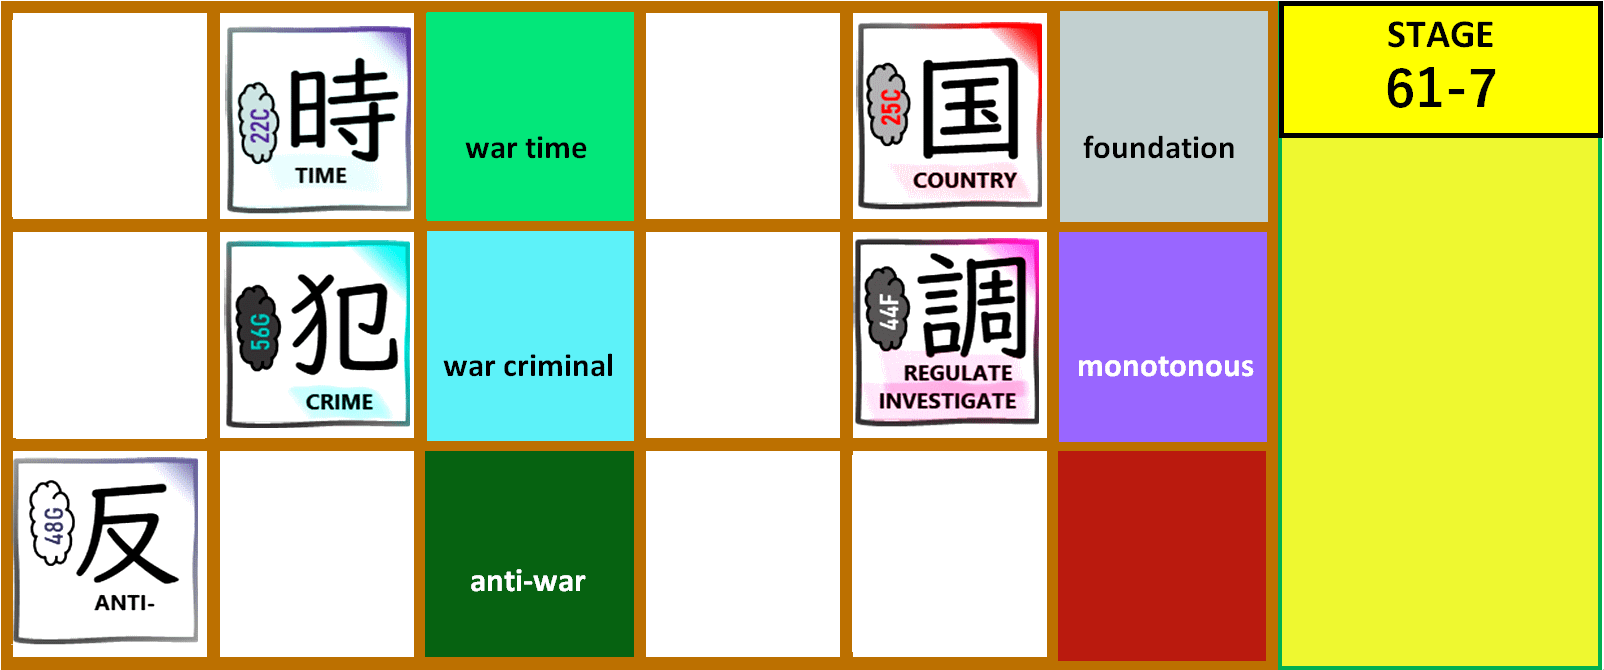 22C
時
TIME
war time
25C
国
COUNTRY
foundation
STAGE
61-7
56G
犯
CRIME
war criminal
44F
調
REGULATE
INVESTIGATE
monotonous
48G
反
ANTI-
anti-war